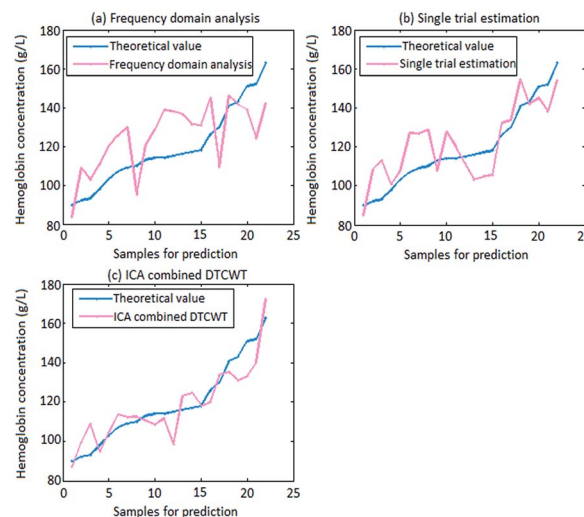 (a) Frequency domain analysis
Hemoglobin concentration (g/L)
180
160
140
120
100
80
Theoretical value
Frequency domain analysis
0 5 10 15 20 25
Samples for prediction
(b) Single trial estimation
Hemoglobin concentration (g/L)
180
160
140
120
100
80
Theoretical value
Single trial estimation
0 5 10 15 20 25
Samples for prediction
(c) ICA combined DTCWT
Hemoglobin concentration (g/L)
180
160
140
120
100
80
Theoretical value
ICA combined DTCWT
0 5 10 15 20 25
Samples for prediction